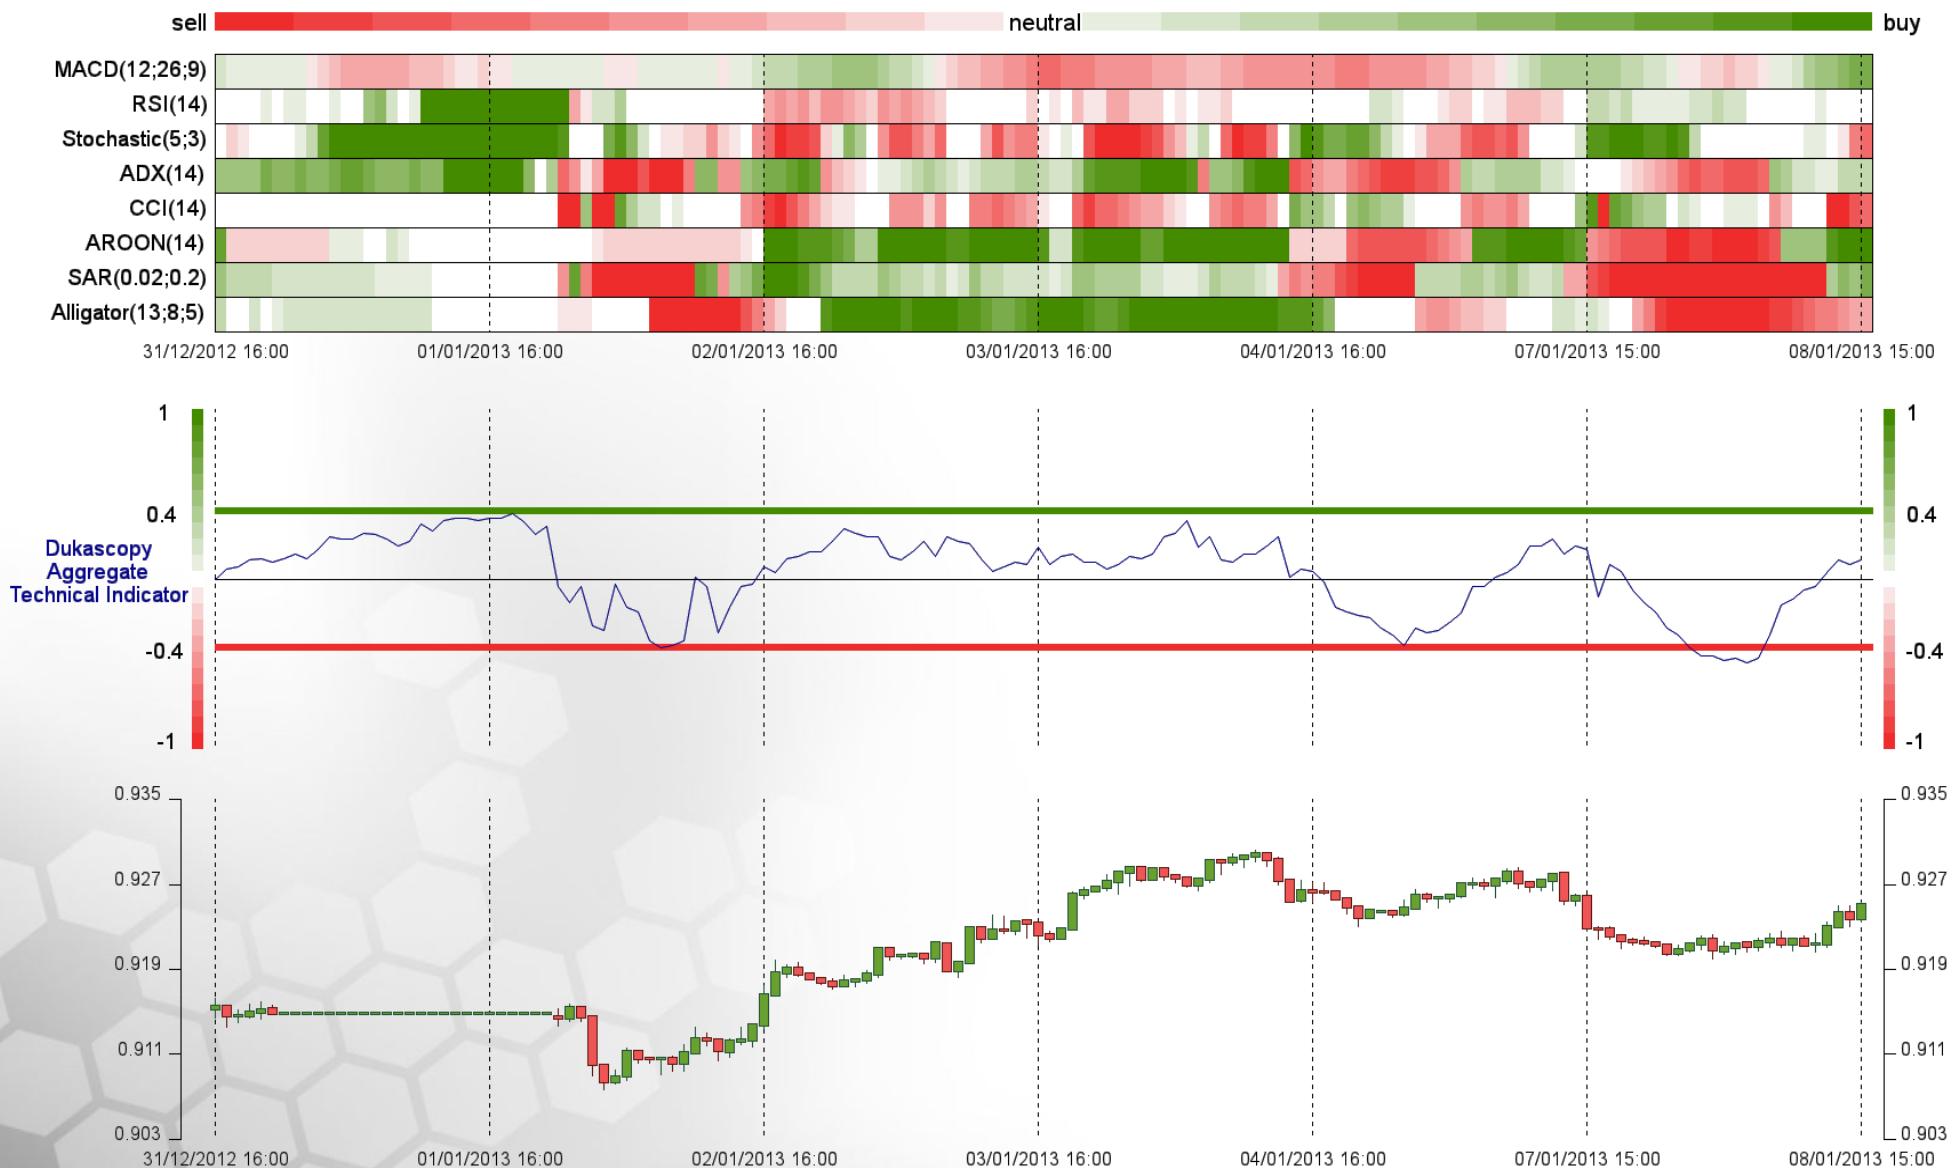 sell neutral buy
MACD(12;26;9)
RSI(14)
Stochastic(5;3)
ADX(14)
CCI(14)
AROON(14)
SAR(0.02;0.2)
Alligator(13;8;5)
31/12/2012 16:00 01/01/2013 16:00 02/01/2013 16:00 03/01/2013 16:00 04/01/2013 16:00 07/01/2013 15:00 08/01/2013 15:00
1 1
0.4 0.4
Dukascopy
Aggregate
Technical Indicator
-0.4 -0.4
-1 -1
0.935 0.935
0.927 0.927
0.919 0.919
0.911 0.911
0.903 0.903
31/12/2012 16:00 01/01/2013 16:00 02/01/2013 16:00 03/01/2013 16:00 04/01/2013 16:00 07/01/2013 15:00 08/01/2013 15:00